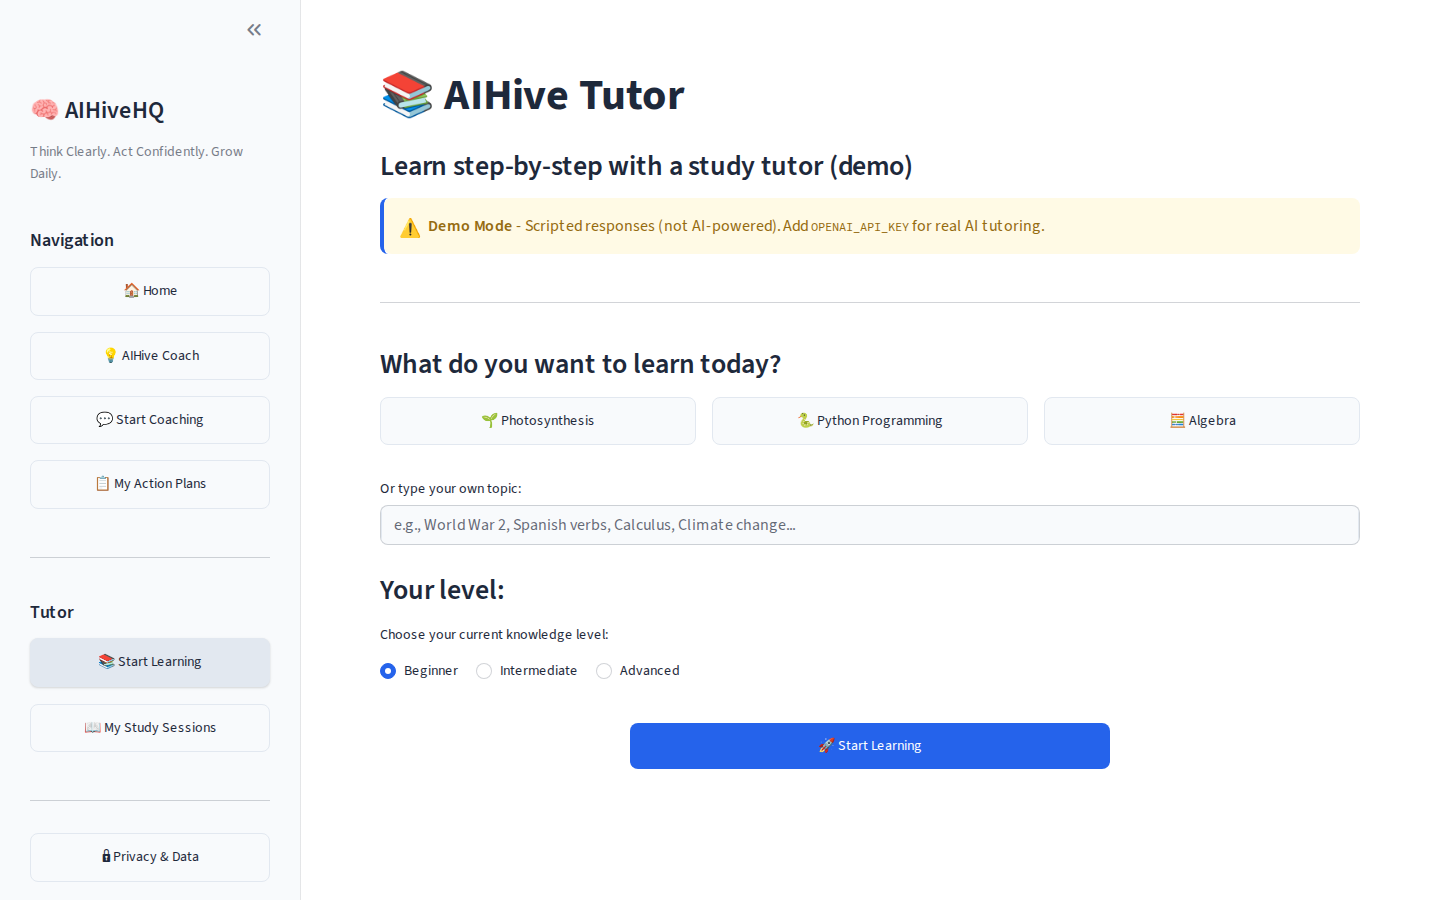 🧠 AIHiveHQ
Think Clearly. Act Confidently. Grow
Daily.
Navigation
🏠 Home
💡 AIHive Coach
💬 Start Coaching
📋 My Action Plans
Tutor
📚 Start Learning
📖 My Study Sessions
🔒 Privacy & Data
📚 AIHive Tutor
Learn step-by-step with a study tutor (demo)
⚠️ Demo Mode - Scripted responses (not AI-powered). Add OPENAI_API_KEY for real AI tutoring.
What do you want to learn today?
🌱 Photosynthesis
🐍 Python Programming
🧮 Algebra
Or type your own topic:
e.g., World War 2, Spanish verbs, Calculus, Climate change...
Your level:
Choose your current knowledge level:
Beginner
Intermediate
Advanced
🚀 Start Learning